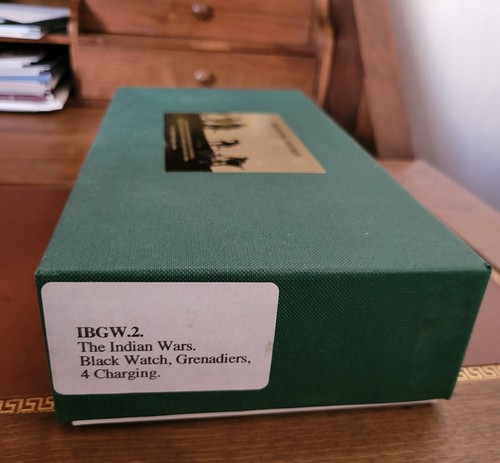 IBGW.2.
The Indian Wars.
Black Watch, Grenadiers,
4 Charging.